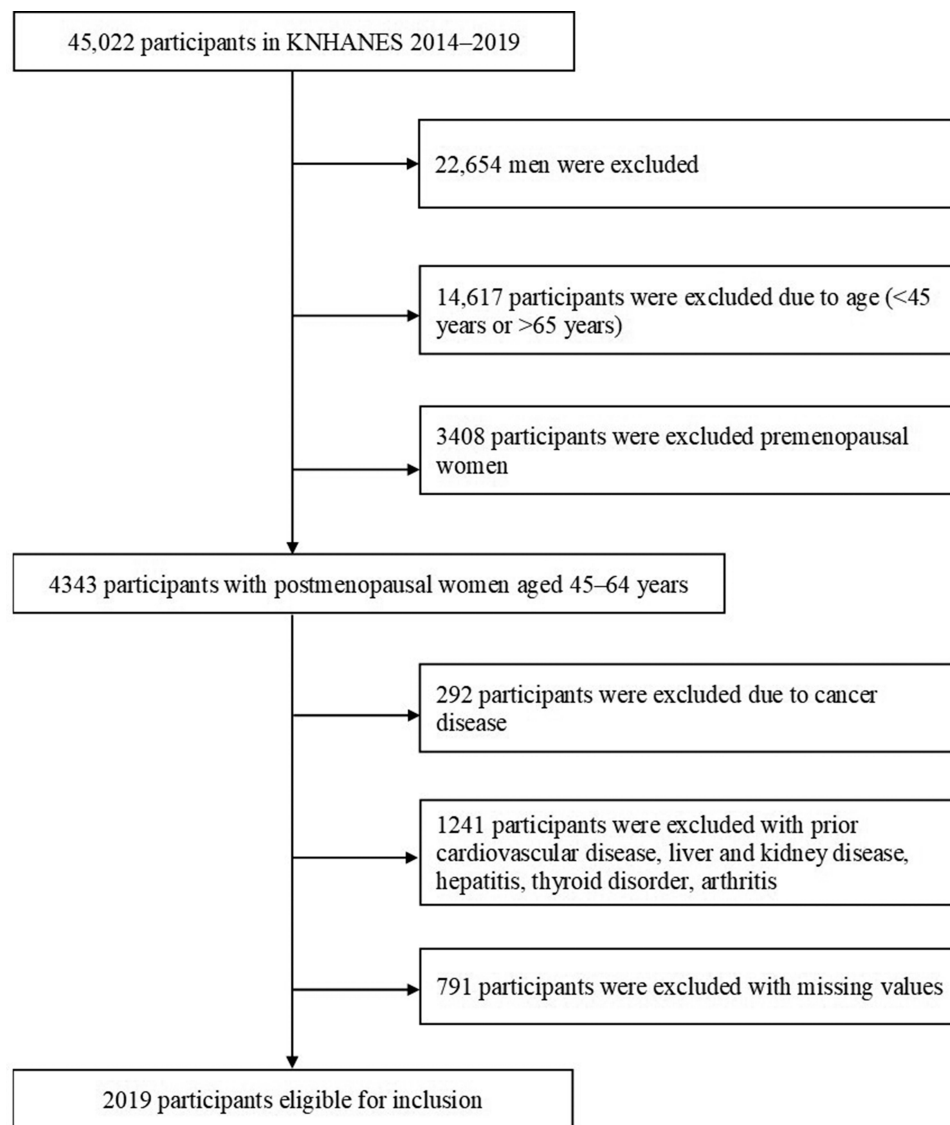 45,022 participants in KNHANES 2014–2019
22,654 men were excluded
14,617 participants were excluded due to age (<45
years or >65 years)
3408 participants were excluded premenopausal
women
4343 participants with postmenopausal women aged 45–64 years
292 participants were excluded due to cancer
disease
1241 participants were excluded with prior
cardiovascular disease, liver and kidney disease,
hepatitis, thyroid disorder, arthritis
791 participants were excluded with missing values
2019 participants eligible for inclusion